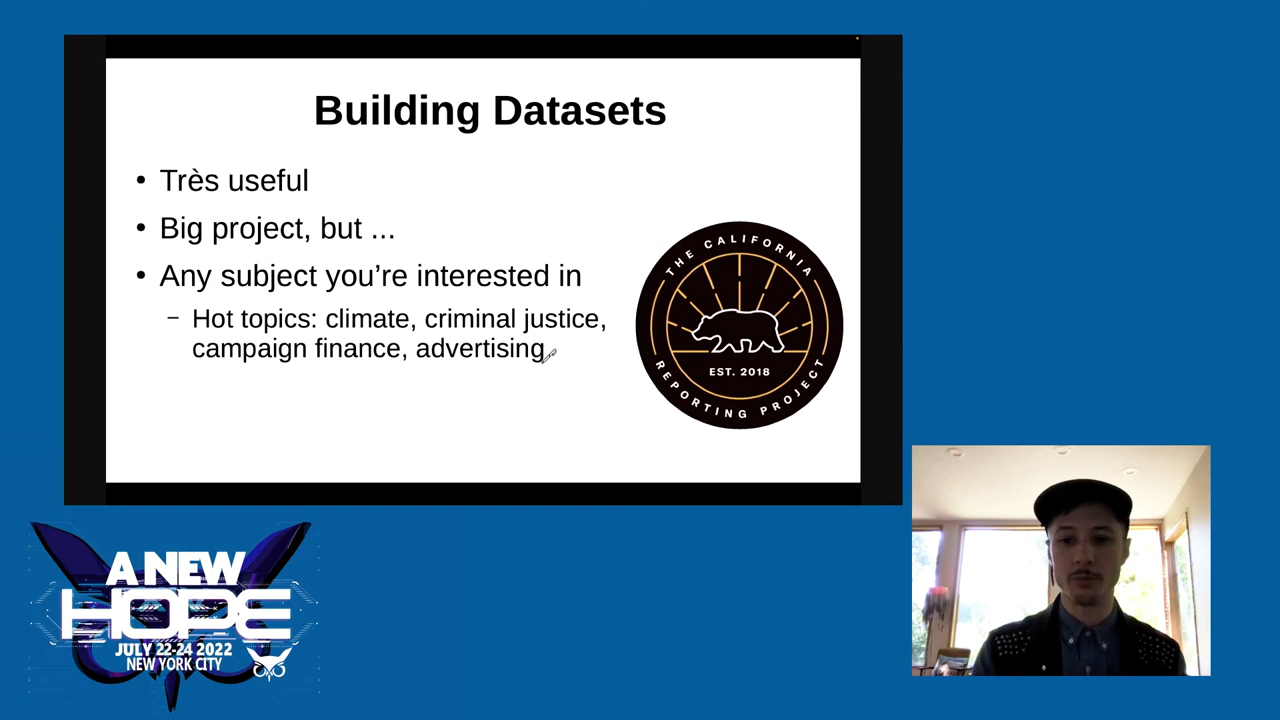 Building Datasets
• Très useful
• Big project, but ...
• Any subject you’re interested in
– Hot topics: climate, criminal justice,
campaign finance, advertising
THE CALIFORNIA
EST. 2018
REPORTING PROJECT
A NEW
HOPE
JULY 22-24 2022
NEW YORK CITY